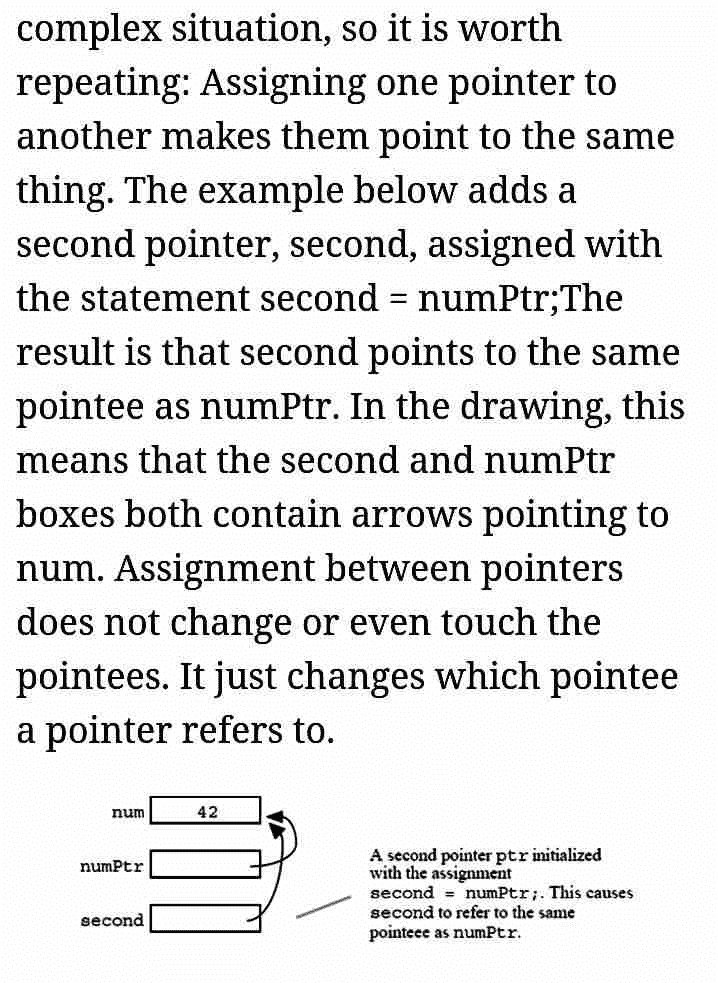 complex situation, so it is worth
repeating: Assigning one pointer to
another makes them point to the same
thing. The example below adds a
second pointer, second, assigned with
the statement second = numPtr;The
result is that second points to the same
pointee as numPtr. In the drawing, this
means that the second and numPtr
boxes both contain arrows pointing to
num. Assignment between pointers
does not change or even touch the
pointees. It just changes which pointee
a pointer refers to.
num 42
numPtr
second
A second pointer ptr initialized
with the assignment
second = numPtr;. This causes
second to refer to the same
pointeee as numPtr.